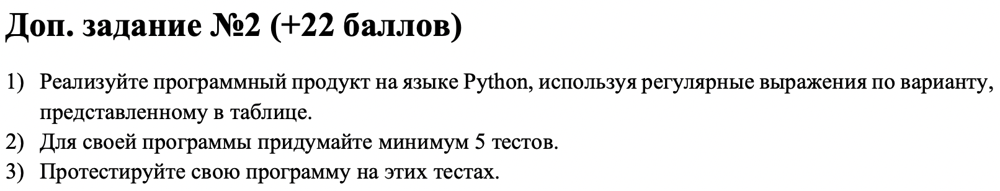 Доп. задание №2 (+22 баллов)
1) Реализуйте программный продукт на языке Python, используя регулярные выражения по варианту,
представленному в таблице.
2) Для своей программы придумайте минимум 5 тестов.
3) Протестируйте свою программу на этих тестах.